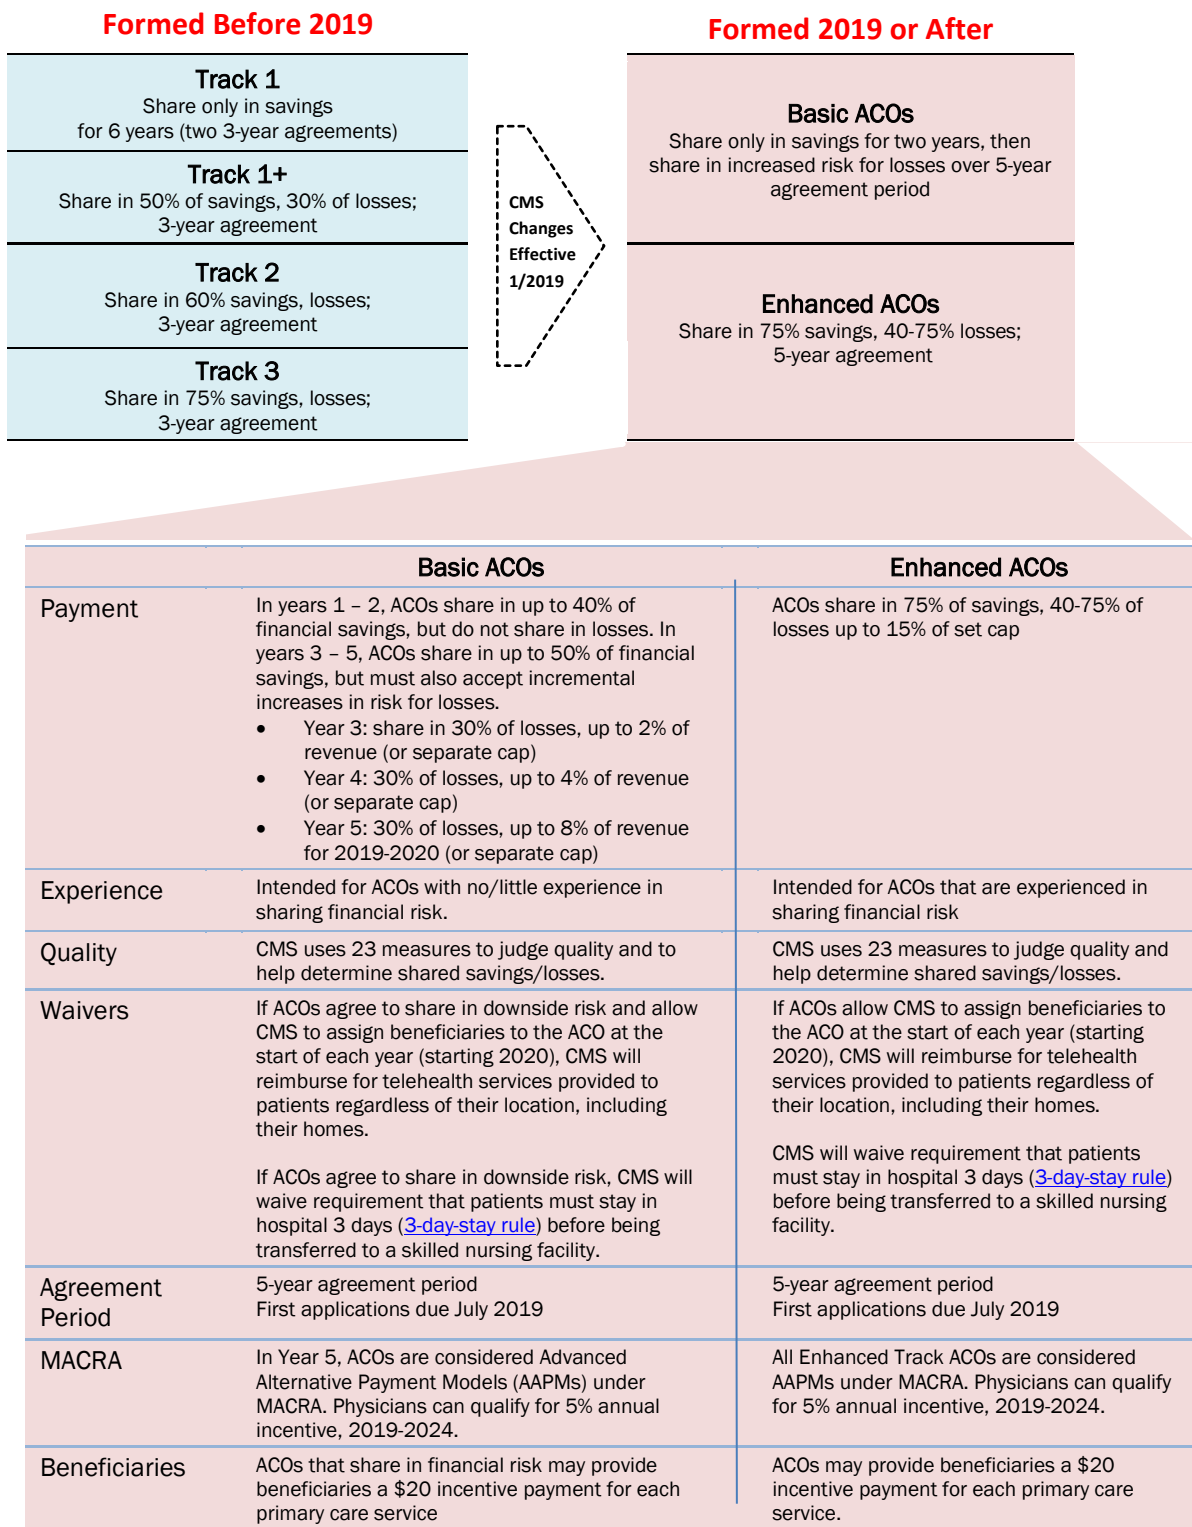 Formed Before 2019
Formed 2019 or After
Track 1
Share only in savings
for 6 years (two 3-year agreements)
Track 1+
Share in 50% of savings, 30% of losses;
3-year agreement
Track 2
Share in 60% savings, losses;
3-year agreement
Track 3
Share in 75% savings, losses;
3-year agreement
CMS
Changes
Effective
1/2019
Basic ACOs
Share only in savings for two years, then
share in increased risk for losses over 5-year
agreement period
Enhanced ACOs
Share in 75% savings, 40-75% losses;
5-year agreement
Basic ACOs
Enhanced ACOs
Payment
In years 1 – 2, ACOs share in up to 40% of
financial savings, but do not share in losses. In
years 3 – 5, ACOs share in up to 50% of financial
savings, but must also accept incremental
increases in risk for losses.
• Year 3: share in 30% of losses, up to 2% of
revenue (or separate cap)
• Year 4: 30% of losses, up to 4% of revenue
(or separate cap)
• Year 5: 30% of losses, up to 8% of revenue
for 2019-2020 (or separate cap)
ACOs share in 75% of savings, 40-75% of
losses up to 15% of set cap
Experience
Intended for ACOs with no/little experience in
sharing financial risk.
Intended for ACOs that are experienced in
sharing financial risk
Quality
CMS uses 23 measures to judge quality and to
help determine shared savings/losses.
CMS uses 23 measures to judge quality and
help determine shared savings/losses.
Waivers
If ACOs agree to share in downside risk and allow
CMS to assign beneficiaries to the ACO at the
start of each year (starting 2020), CMS will
reimburse for telehealth services provided to
patients regardless of their location, including
their homes.
If ACOs agree to share in downside risk, CMS will
waive requirement that patients must stay in
hospital 3 days (3-day-stay rule) before being
transferred to a skilled nursing facility.
If ACOs allow CMS to assign beneficiaries to
the ACO at the start of each year (starting
2020), CMS will reimburse for telehealth
services provided to patients regardless of
their location, including their homes.
CMS will waive requirement that patients
must stay in hospital 3 days (3-day-stay rule)
before being transferred to a skilled nursing
facility.
Agreement
Period
5-year agreement period
First applications due July 2019
5-year agreement period
First applications due July 2019
MACRA
In Year 5, ACOs are considered Advanced
Alternative Payment Models (AAPMs) under
MACRA. Physicians can qualify for 5% annual
incentive, 2019-2024.
All Enhanced Track ACOs are considered
AAPMs under MACRA. Physicians can qualify
for 5% annual incentive, 2019-2024.
Beneficiaries
ACOs that share in financial risk may provide
beneficiaries a $20 incentive payment for each
primary care service
ACOs may provide beneficiaries a $20
incentive payment for each primary care
service.